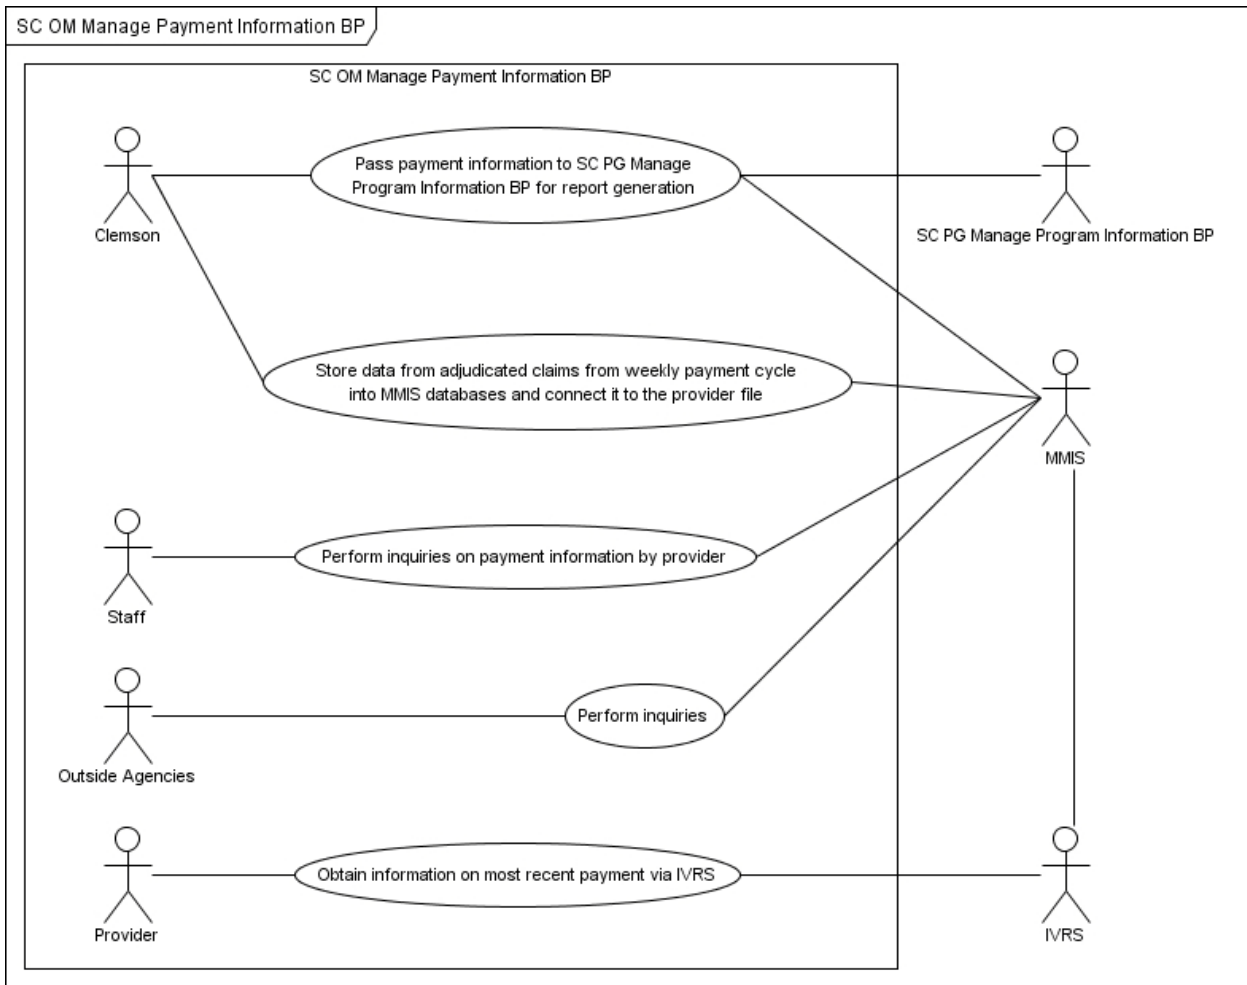 SC OM Manage Payment Information BP
SC OM Manage Payment Information BP
Pass payment information to SC PG Manage
Program Information BP for report generation
Clemson
SC PG Manage Program Information BP
Store data from adjudicated claims from weekly payment cycle
into MMIS databases and connect it to the provider file
MMIS
Perform inquiries on payment information by provider
Staff
Perform inquiries
Outside Agencies
Obtain information on most recent payment via IVRS
Provider
IVRS